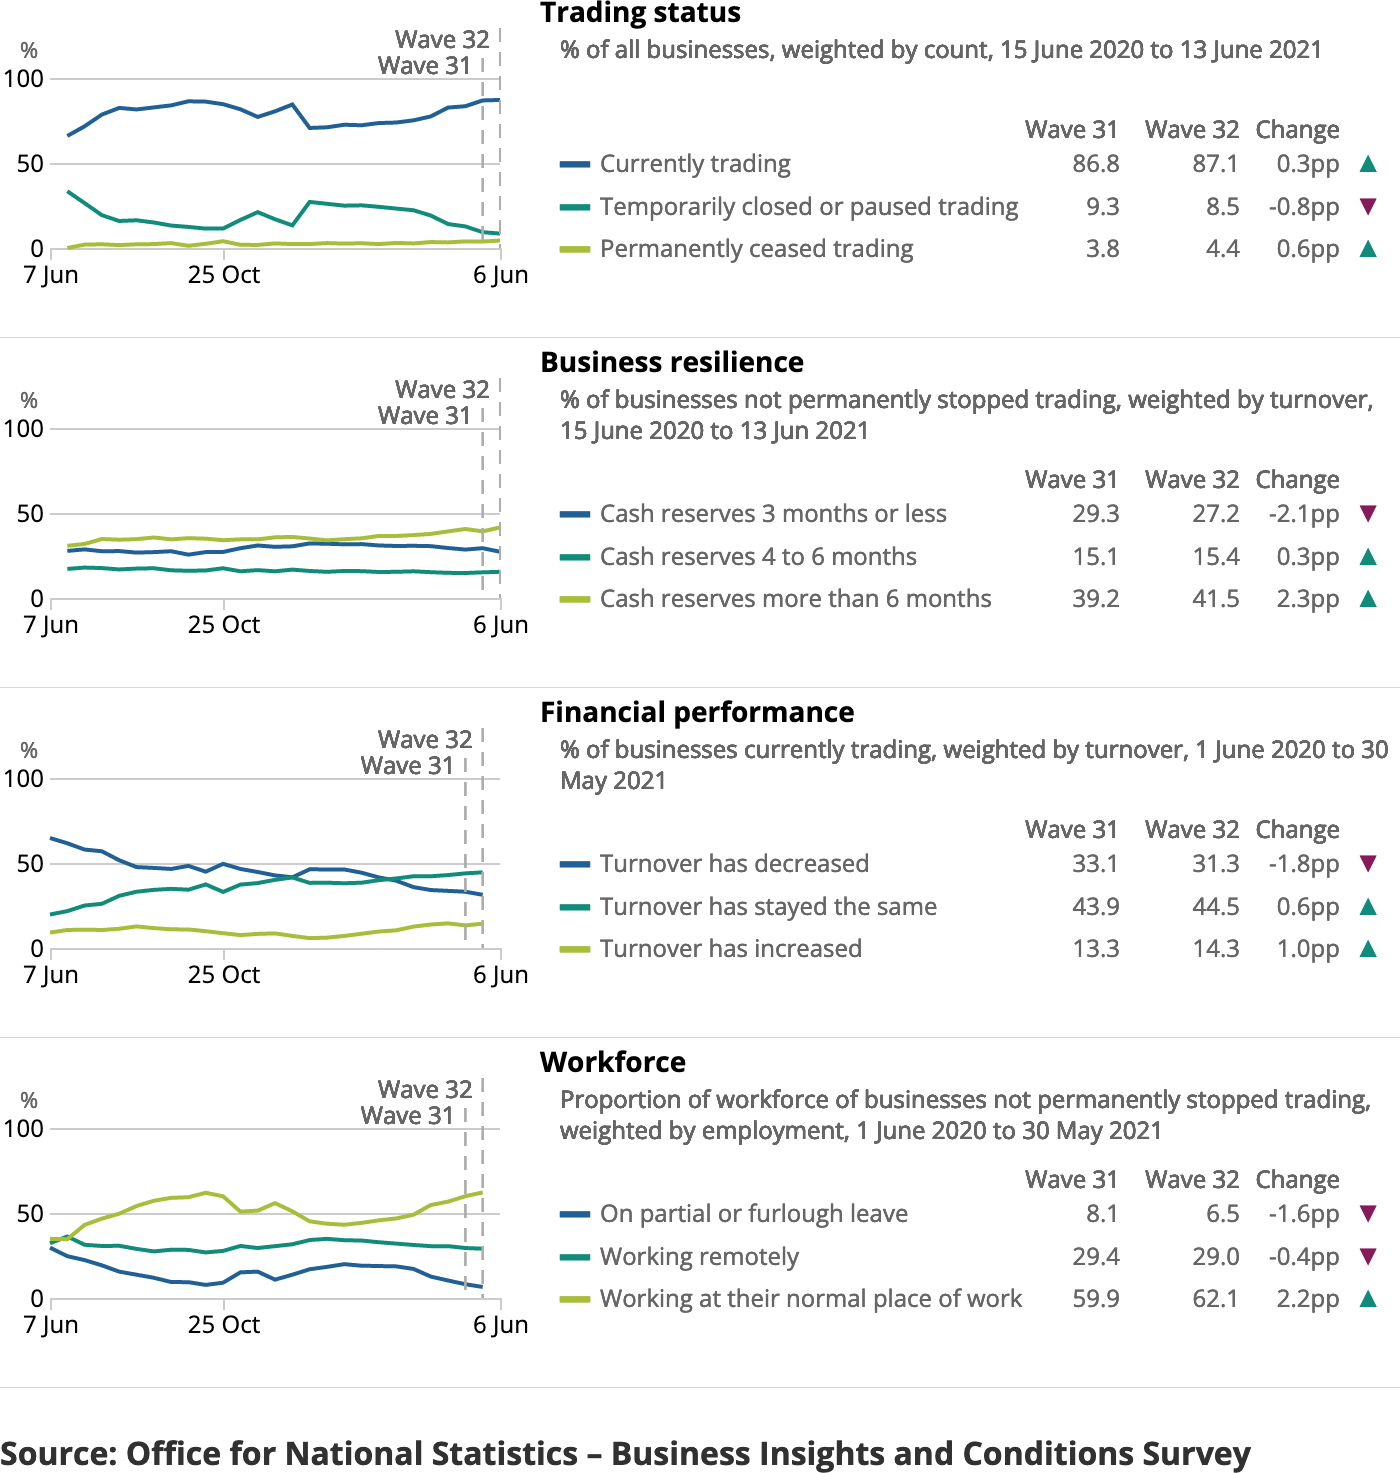 Trading status
% of all businesses, weighted by count, 15 June 2020 to 13 June 2021
Wave 32
Wave 31
%
100
50
0
7 Jun 25 Oct 6 Jun
Wave 31 Wave 32 Change
Currently trading 86.8 87.1 0.3pp ▲
Temporarily closed or paused trading 9.3 8.5 -0.8pp ▼
Permanently ceased trading 3.8 4.4 0.6pp ▲
Business resilience
% of businesses not permanently stopped trading, weighted by turnover,
15 June 2020 to 13 Jun 2021
Wave 32
Wave 31
%
100
50
0
7 Jun 25 Oct 6 Jun
Wave 31 Wave 32 Change
Cash reserves 3 months or less 29.3 27.2 -2.1pp ▼
Cash reserves 4 to 6 months 15.1 15.4 0.3pp ▲
Cash reserves more than 6 months 39.2 41.5 2.3pp ▲
Financial performance
% of businesses currently trading, weighted by turnover, 1 June 2020 to 30
May 2021
Wave 32
Wave 31
%
100
50
0
7 Jun 25 Oct 6 Jun
Wave 31 Wave 32 Change
Turnover has decreased 33.1 31.3 -1.8pp ▼
Turnover has stayed the same 43.9 44.5 0.6pp ▲
Turnover has increased 13.3 14.3 1.0pp ▲
Workforce
Proportion of workforce of businesses not permanently stopped trading,
weighted by employment, 1 June 2020 to 30 May 2021
Wave 32
Wave 31
%
100
50
0
7 Jun 25 Oct 6 Jun
Wave 31 Wave 32 Change
On partial or furlough leave 8.1 6.5 -1.6pp ▼
Working remotely 29.4 29.0 -0.4pp ▼
Working at their normal place of work 59.9 62.1 2.2pp ▲
Source: Office for National Statistics – Business Insights and Conditions Survey